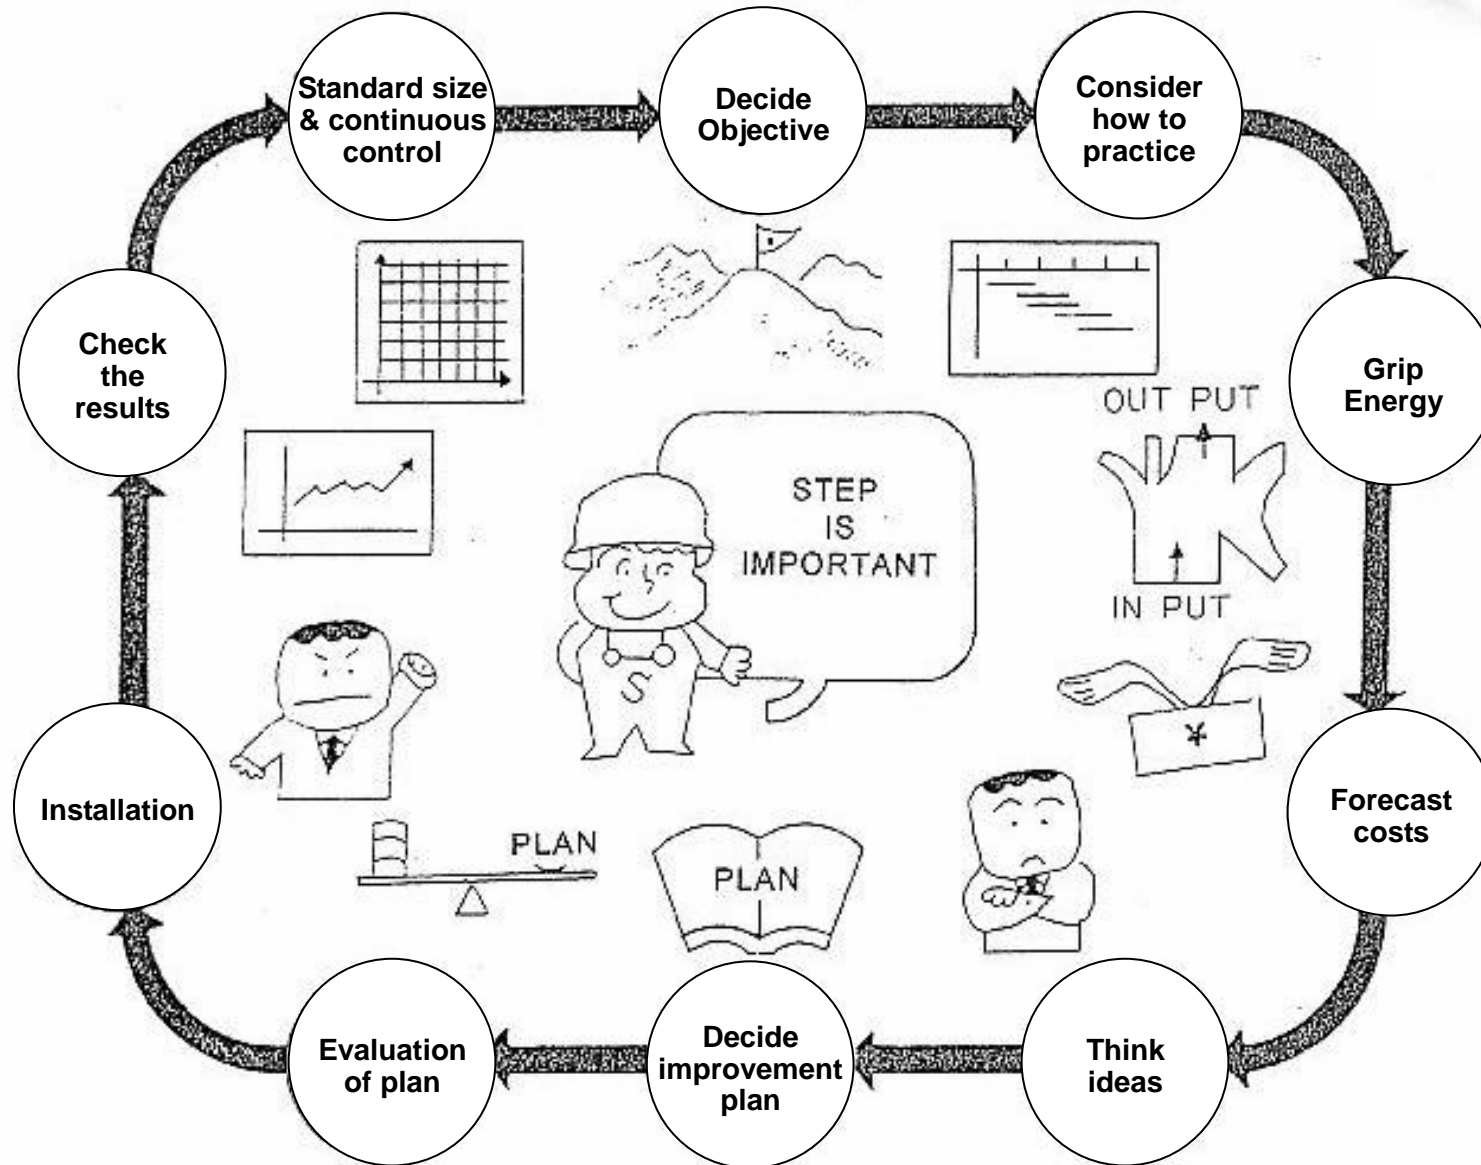 Standard size
& continuous
control
Decide
Objective
Consider
how to
practice
Grip
Energy
Forecast
costs
Think
ideas
Decide
improvement
plan
Evaluation
of plan
Installation
Check
the
results
OUT PUT
IN PUT
¥
STEP
IS
IMPORTANT
S
PLAN
PLAN